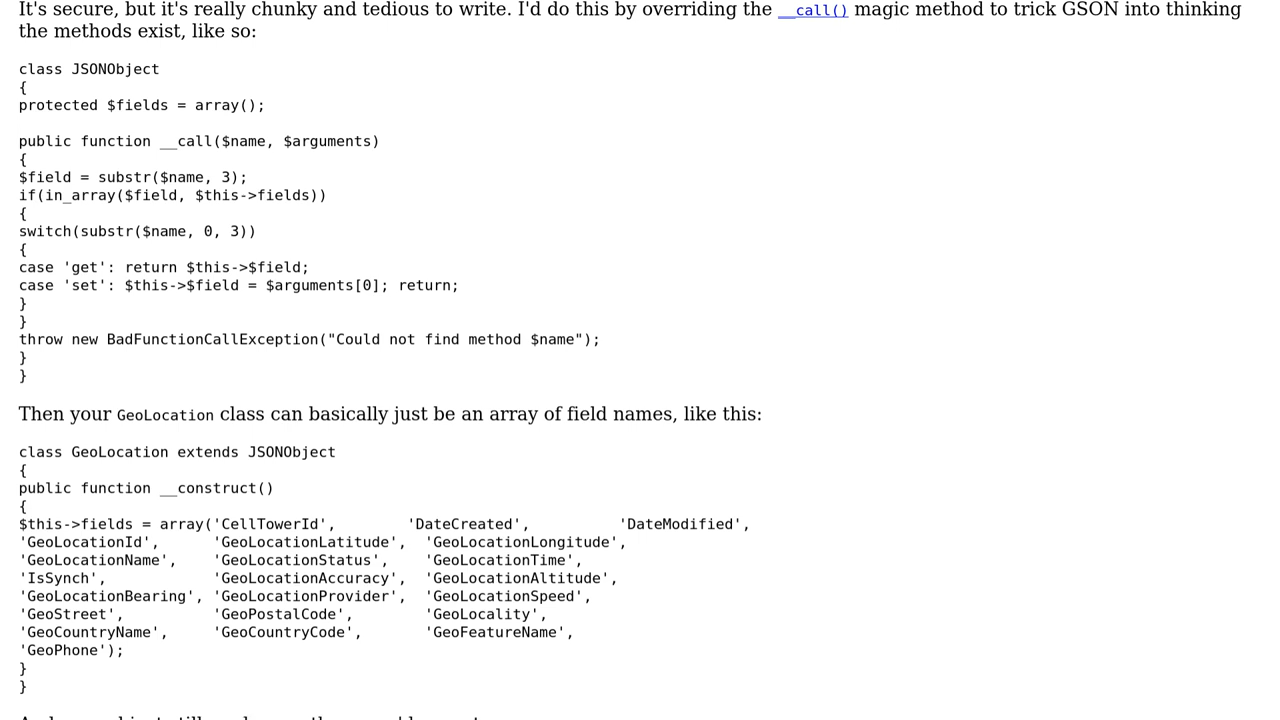 It's secure, but it's really chunky and tedious to write. I'd do this by overriding the __call() magic method to trick GSON into thinking
the methods exist, like so:
class JSONObject
{
protected $fields = array();
public function __call($name, $arguments)
{
$field = substr($name, 3);
if(in_array($field, $this->fields))
{
switch(substr($name, 0, 3))
{
case 'get': return $this->$field;
case 'set': $this->$field = $arguments[0]; return;
}
}
throw new BadFunctionCallException("Could not find method $name");
}
}
Then your GeoLocation class can basically just be an array of field names, like this:
class GeoLocation extends JSONObject
{
public function __construct()
{
$this->fields = array('CellTowerId', 'DateCreated', 'DateModified',
'GeoLocationId', 'GeoLocationLatitude', 'GeoLocationLongitude',
'GeoLocationName', 'GeoLocationStatus', 'GeoLocationTime',
'IsSynch', 'GeoLocationAccuracy', 'GeoLocationAltitude',
'GeoLocationBearing', 'GeoLocationProvider', 'GeoLocationSpeed',
'GeoStreet', 'GeoPostalCode', 'GeoLocality',
'GeoCountryName', 'GeoCountryCode', 'GeoFeatureName',
'GeoPhone');
}
}